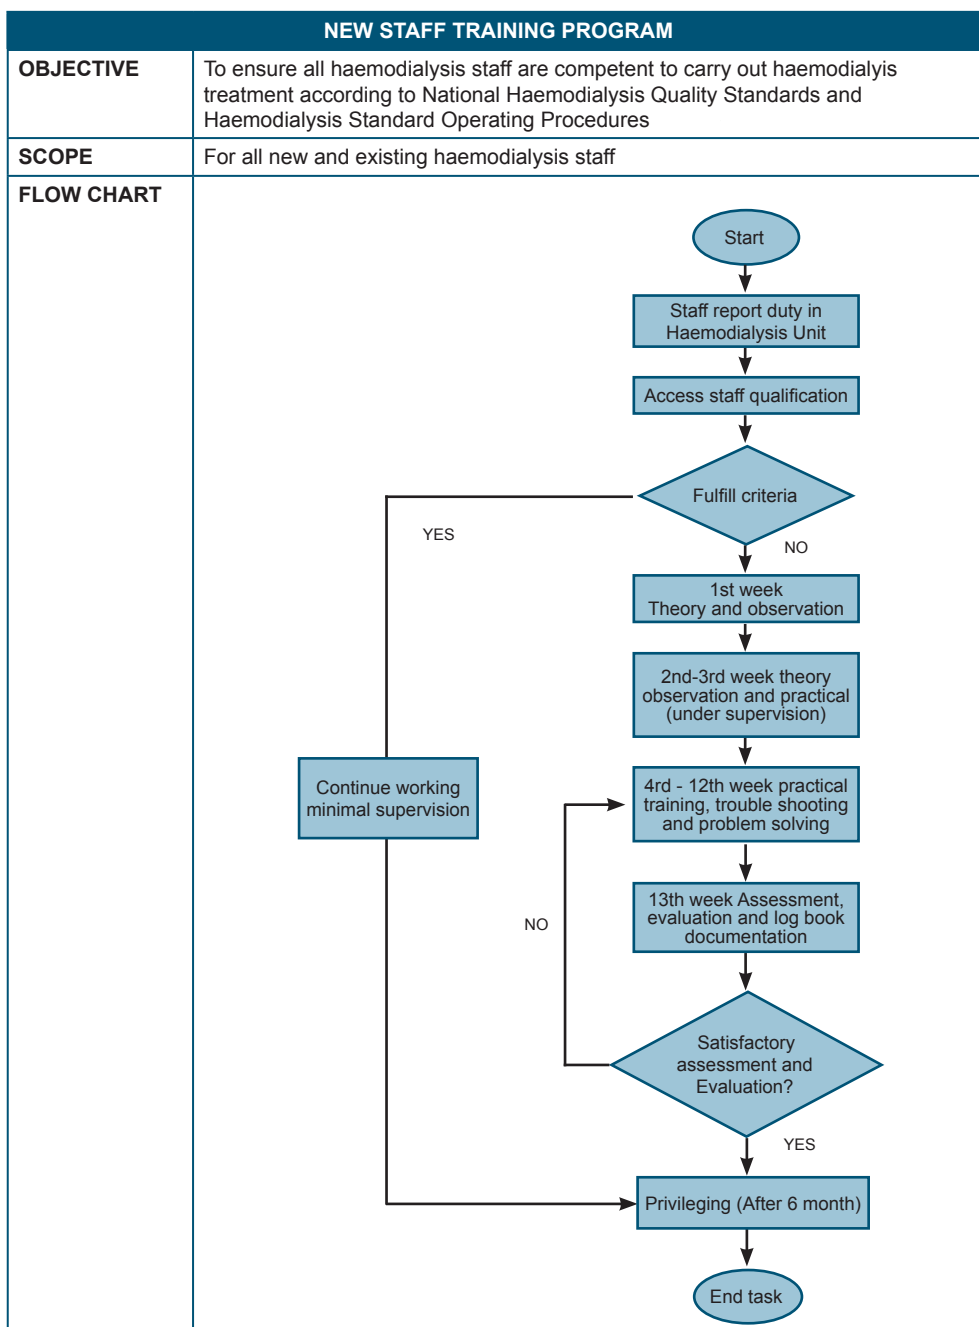 NEW STAFF TRAINING PROGRAM
OBJECTIVE
To ensure all haemodialysis staff are competent to carry out haemodialyis
treatment according to National Haemodialysis Quality Standards and
Haemodialysis Standard Operating Procedures
SCOPE
For all new and existing haemodialysis staff
FLOW CHART
Start
Staff report duty in
Haemodialysis Unit
Access staff qualification
Fulfill criteria
YES
NO
1st week
Theory and observation
2nd-3rd week theory
observation and practical
(under supervision)
Continue working
minimal supervision
4rd - 12th week practical
training, trouble shooting
and problem solving
13th week Assessment,
evaluation and log book
documentation
NO
Satisfactory
assessment and
Evaluation?
YES
Privileging (After 6 month)
End task